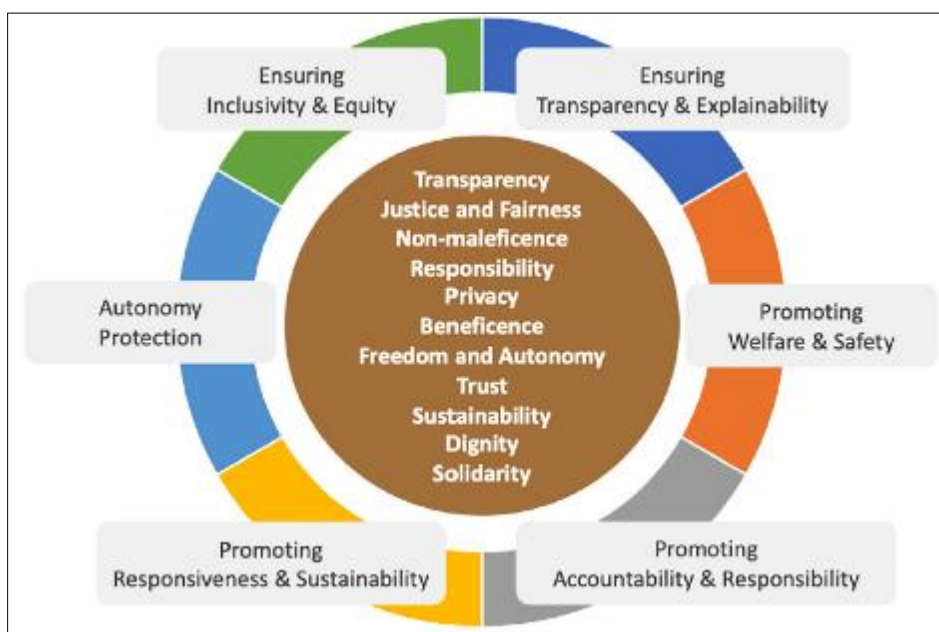 Ensuring
Inclusivity & Equity
Ensuring
Transparency & Explainability
Transparency
Justice and Fairness
Non-maleficence
Responsibility
Privacy
Beneficence
Freedom and Autonomy
Trust
Sustainability
Dignity
Solidarity
Autonomy
Protection
Promoting
Welfare & Safety
Promoting
Responsiveness & Sustainability
Promoting
Accountability & Responsibility